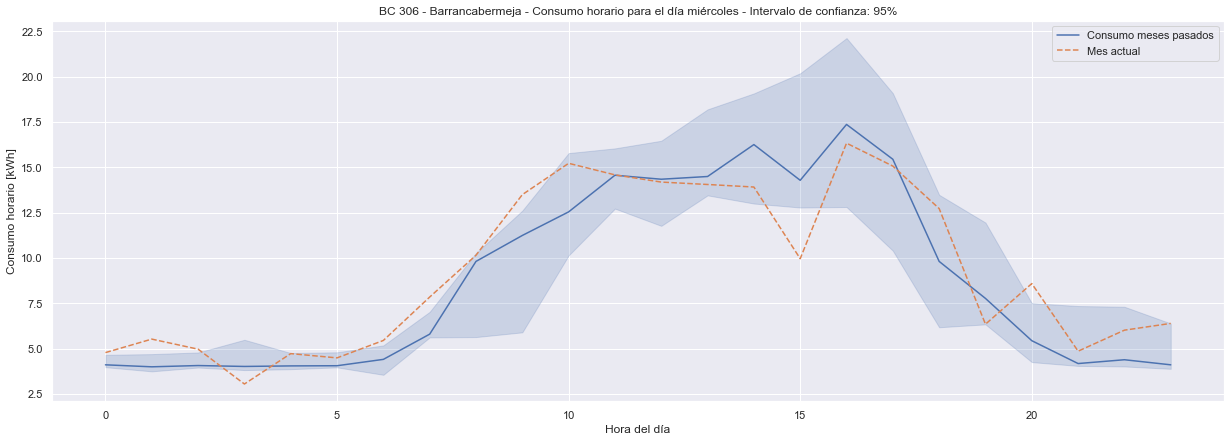 BC 306 - Barrancabermeja - Consumo horario para el día miércoles - Intervalo de confianza: 95%
Consumo meses pasados
Mes actual
Consumo horario [kWh]
22.5
20.0
17.5
15.0
12.5
10.0
7.5
5.0
2.5
0 5 10 15 20
Hora del día